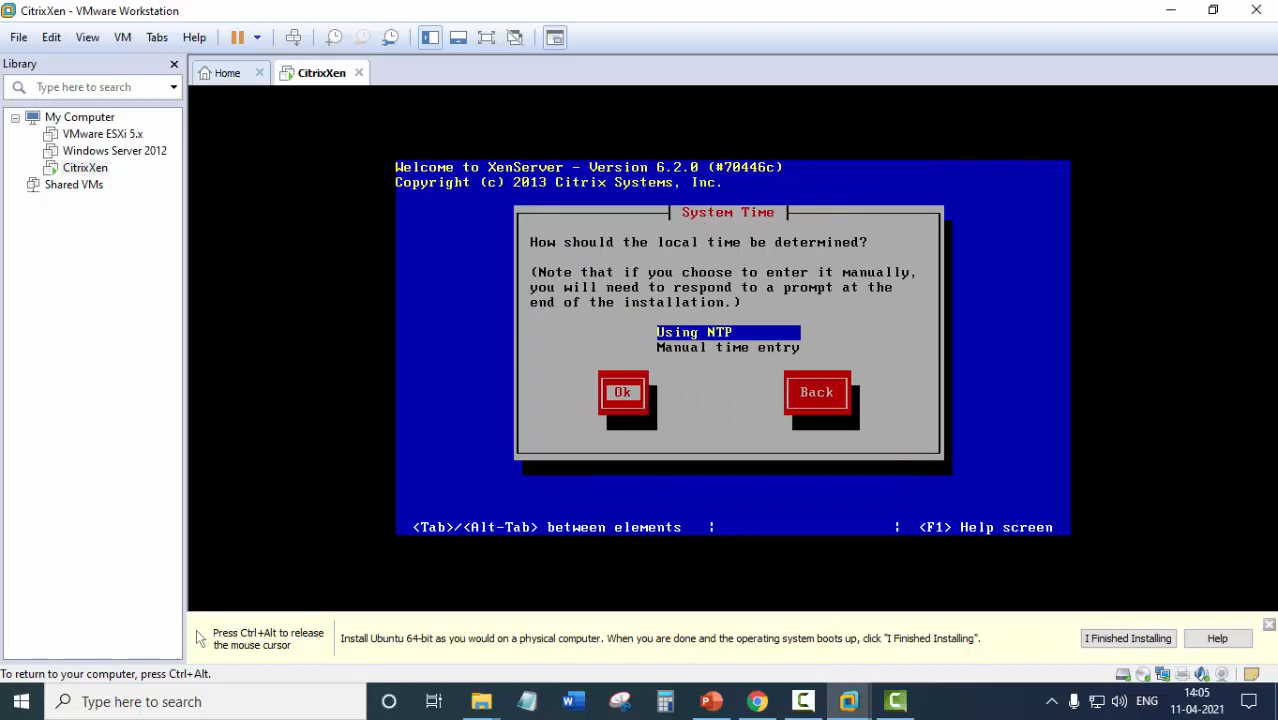 CitrixXen - VMware Workstation
File Edit View VM Tabs Help
Library
Type here to search
My Computer
VMware ESXi 5.x
Windows Server 2012
CitrixXen
Shared VMs
Home
CitrixXen
Welcome to XenServer - Version 6.2.0 (#70446c)
Copyright (c) 2013 Citrix Systems, Inc.
System Time
How should the local time be determined?
(Note that if you choose to enter it manually,
you will need to respond to a prompt at the
end of the installation.)
Using NTP
Manual time entry
Ok Back
<Tab>/<Alt-Tab> between elements | | <F1> Help screen
Press Ctrl+Alt to release
the mouse cursor
Install Ubuntu 64-bit as you would on a physical computer. When you are done and the operating system boots up, click "I Finished Installing".
I Finished Installing
Help
To return to your computer, press Ctrl+Alt.
Type here to search
ENG
14:05
11-04-2021